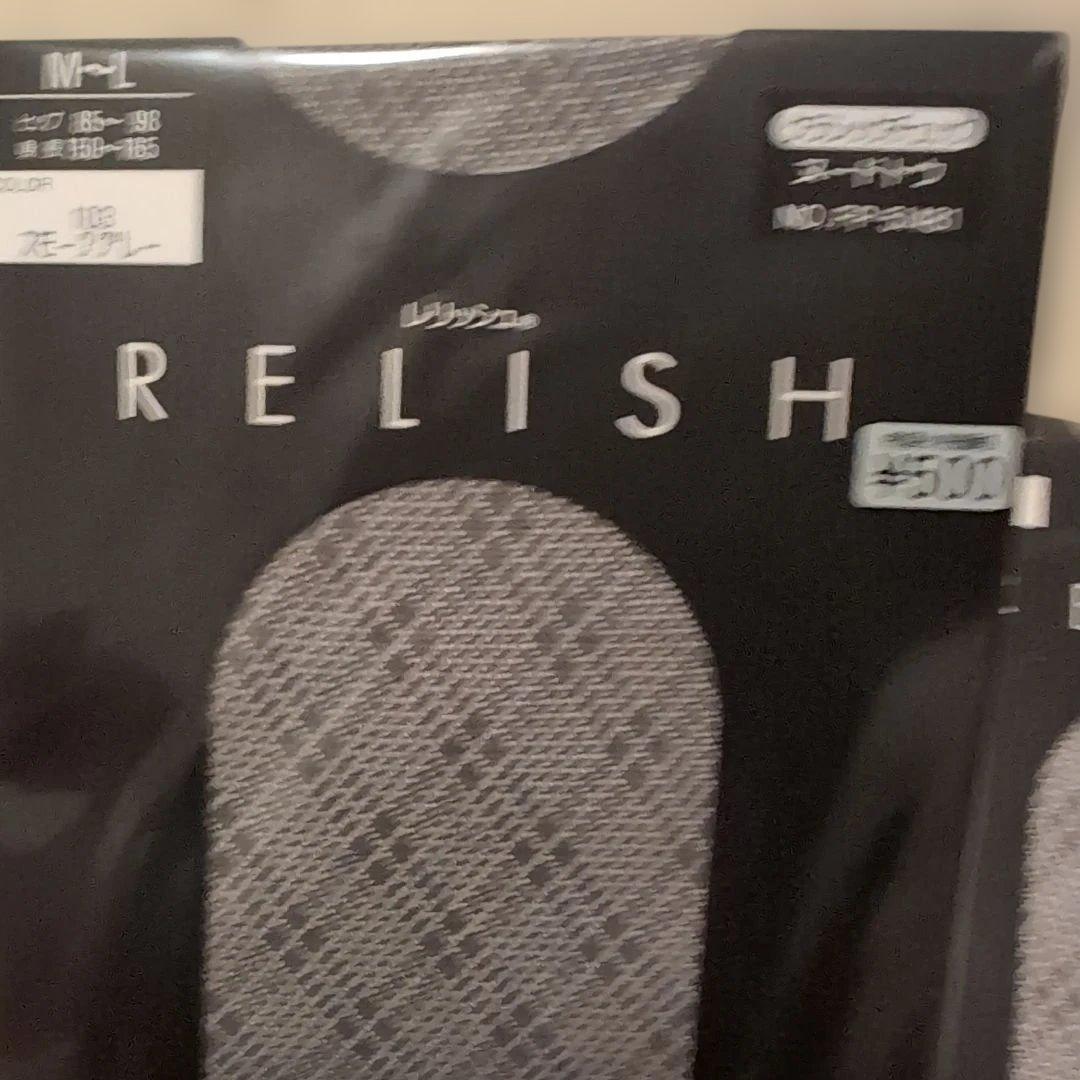 M~L
ヒップ 85~98
身長 150~165
COLOR
103
スモークグレー
ヌードトウ
レリッシュ
RELISH
¥500